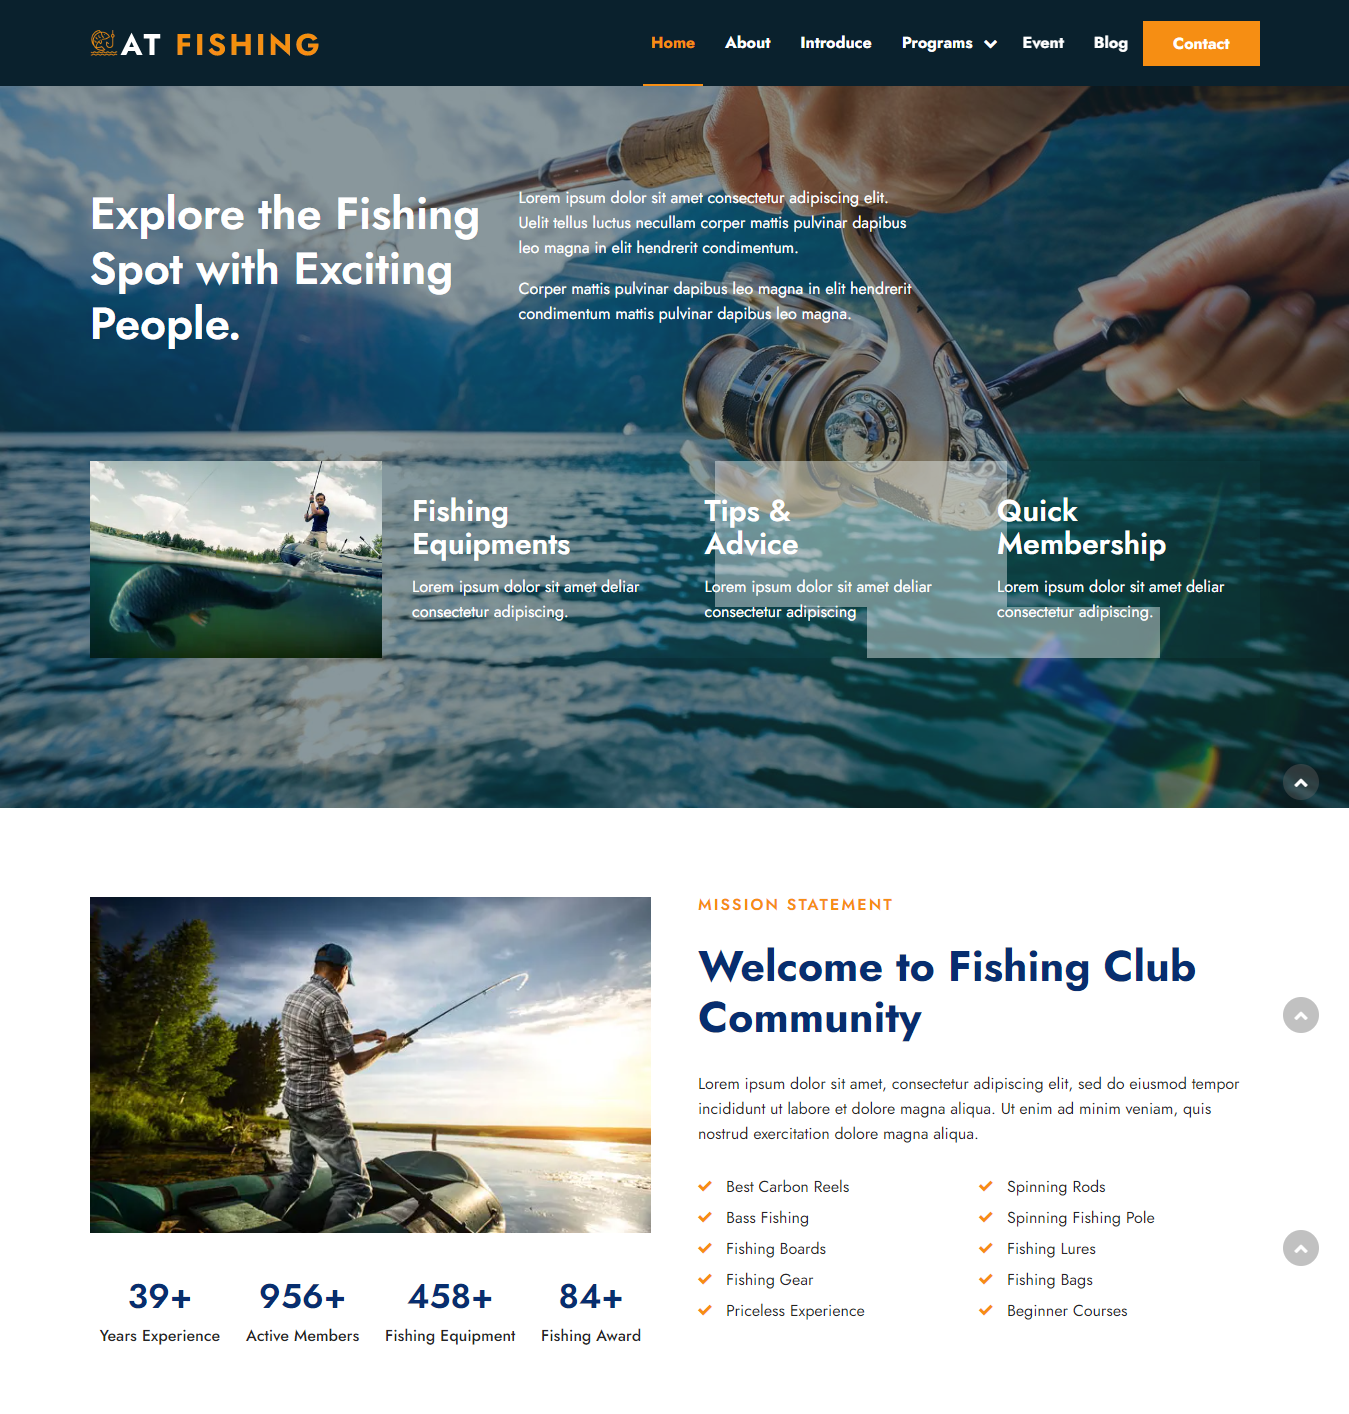 AT FISHING
Home About Introduce Programs Event Blog Contact
Explore the Fishing
Spot with Exciting
People.
Lorem ipsum dolor sit amet consectetur adipiscing elit.
Uelit tellus luctus necullam corper mattis pulvinar dapibus
leo magna in elit hendrerit condimentum.
Corper mattis pulvinar dapibus leo magna in elit hendrerit
condimentum mattis pulvinar dapibus leo magna.
Fishing
Equipments
Lorem ipsum dolor sit amet deliar
consectetur adipiscing.
Tips &
Advice
Lorem ipsum dolor sit amet deliar
consectetur adipiscing
Quick
Membership
Lorem ipsum dolor sit amet deliar
consectetur adipiscing.
39+
Years Experience
956+
Active Members
458+
Fishing Equipment
84+
Fishing Award
MISSION STATEMENT
Welcome to Fishing Club
Community
Lorem ipsum dolor sit amet, consectetur adipiscing elit, sed do eiusmod tempor
incididunt ut labore et dolore magna aliqua. Ut enim ad minim veniam, quis
nostrud exercitation dolore magna aliqua.
Best Carbon Reels
Bass Fishing
Fishing Boards
Fishing Gear
Priceless Experience
Spinning Rods
Spinning Fishing Pole
Fishing Lures
Fishing Bags
Beginner Courses